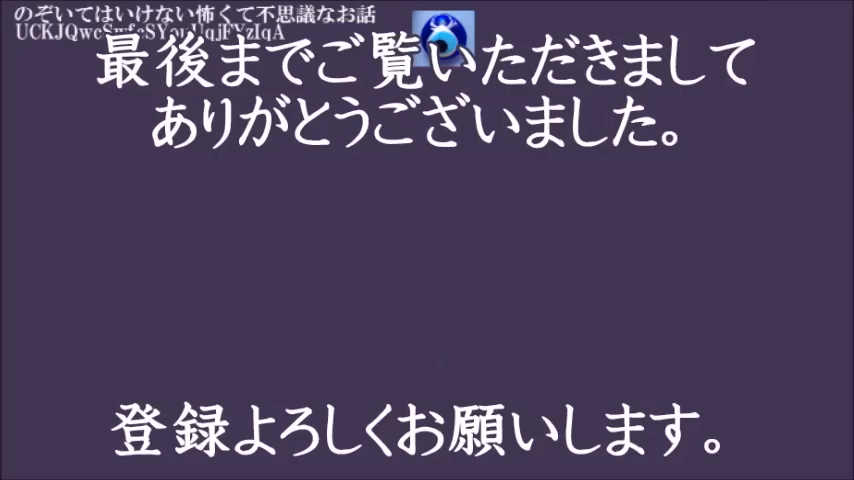 のぞいてはいけない怖くて不思議なお話
最後までご覧いただきまして
ありがとうございました。
登録よろしくお願いします。